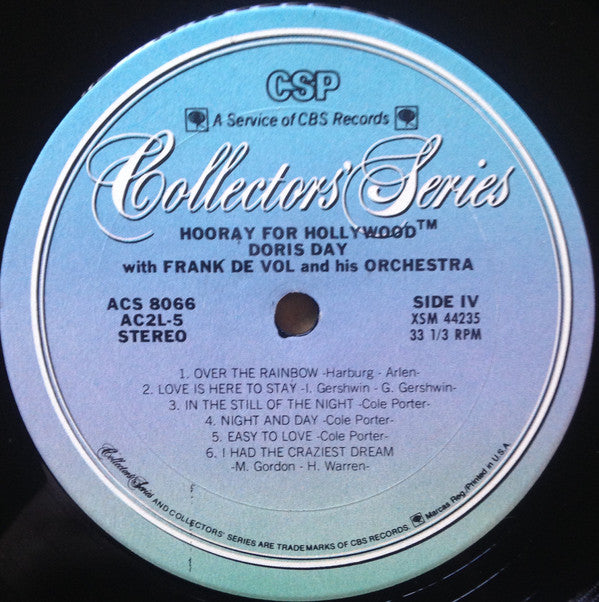 CSP
A Service of CBS Records
Collectors' Series
HOORAY FOR HOLLYWOOD™
DORIS DAY
with FRANK DE VOL and his ORCHESTRA
ACS 8066
AC2L-5
STEREO
SIDE IV
XSM 44235
33 1/3 RPM
1. OVER THE RAINBOW -Harburg - Arlen-
2. LOVE IS HERE TO STAY -I. Gershwin - G. Gershwin-
3. IN THE STILL OF THE NIGHT -Cole Porter-
4. NIGHT AND DAY -Cole Porter-
5. EASY TO LOVE -Cole Porter-
6. I HAD THE CRAZIEST DREAM
-M. Gordon - H. Warren-
Collectors' Series AND COLLECTORS' SERIES ARE TRADEMARKS OF CBS RECORDS Marcas Reg./Printed in U.S.A.